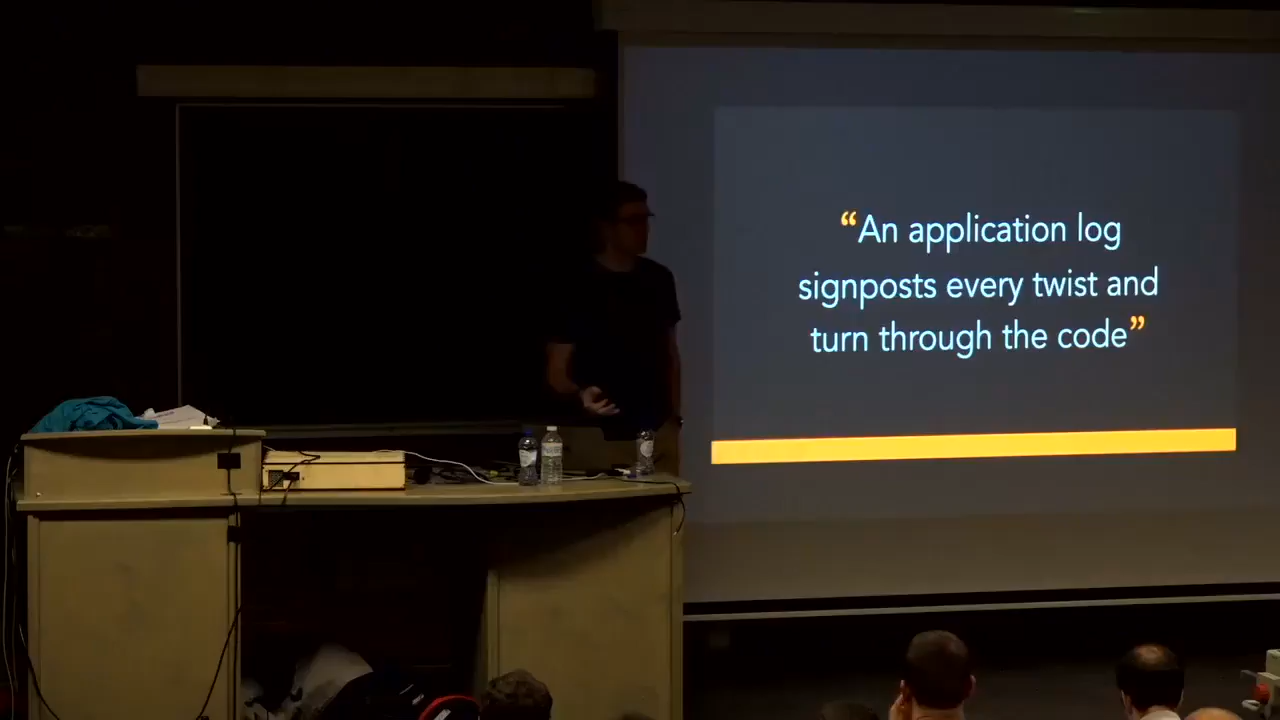 “An application log
signposts every twist and
turn through the code”